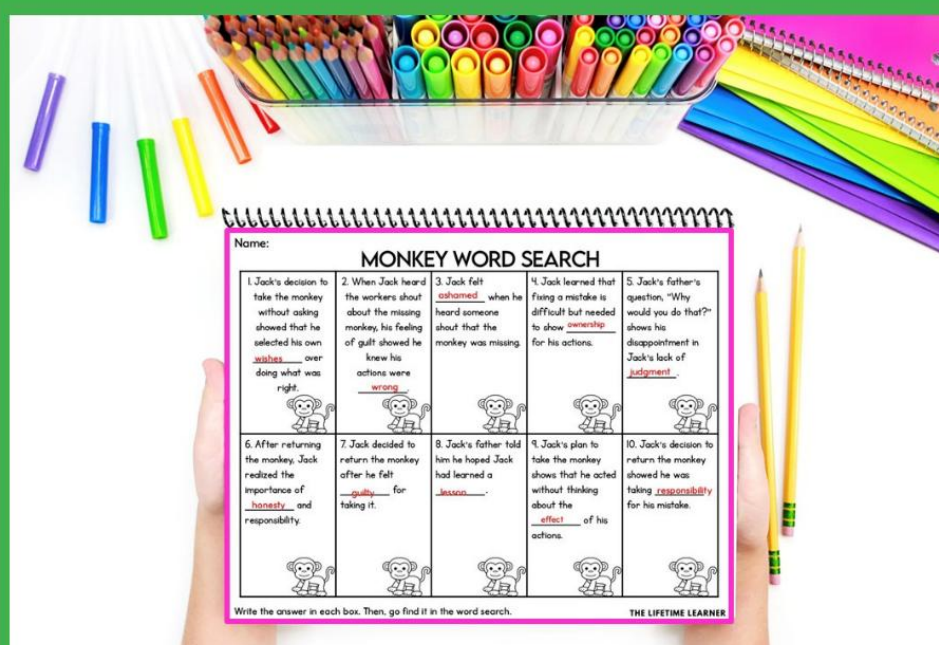 Name:
MONKEY WORD SEARCH
1. Jack's decision to
take the monkey
without asking
showed that he
selected his own
wishes over
doing what was
right.
2. When Jack heard
the workers shout
about the missing
monkey, his feeling
of guilt showed he
knew his
actions were
wrong.
3. Jack felt
ashamed when he
heard someone
shout that the
monkey was missing.
4. Jack learned that
fixing a mistake is
difficult but needed
to show ownership
for his actions.
5. Jack's father's
question, "Why
would you do that?"
shows his
disappointment in
Jack's lack of
judgment.
6. After returning
the monkey, Jack
realized the
importance of
honesty and
responsibility.
7. Jack decided to
return the monkey
after he felt
guilty for
taking it.
8. Jack's father told
him he hoped Jack
had learned a
lesson.
9. Jack's plan to
take the monkey
shows that he acted
without thinking
about the
effect of his
actions.
10. Jack's decision to
return the monkey
showed he was
taking responsibility
for his mistake.
Write the answer in each box. Then, go find it in the word search.
THE LIFETIME LEARNER